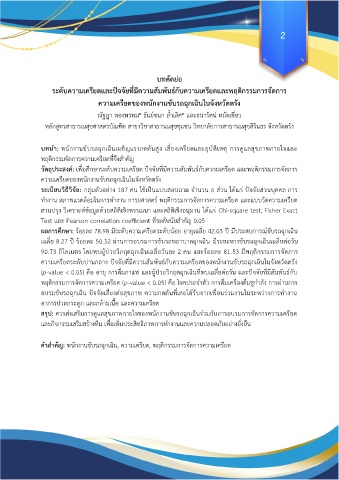 2
บทคัดย่อ
ระดับความเครียดและปัจจัยที่มีความสัมพันธ์กับความเครียดและพฤติกรรมการจัดการ
ความเครียดของพนักงานขับรถฉุกเฉินในจังหวัดตรัง
และธนาวัตน์ หนังเขียว
หลักสูตรสาธารณสุขศาสตรบัณฑิต สาขาวิชาสาธารณสุขชุมชน วิทยาลัยการสาธารณสุขสิรินธร จังหวัดตรัง
บทนำ: พนักงานขับรถฉุกเฉินเผชิญแรงกดดันสูง เสี่ยงเครียดและอุบัติเหตุ การดูแลสุขภาพกายใจและ
พฤติกรรมจัดการความเครียดที่จึงสำคัญ
วัตถุประสงค์: เพื่อศึกษาระดับความเครียด ปัจจัยที่มีความสัมพันธ์กับความเครียด และพฤติกรรมการจัดการ
ความเครียดของพนักงานขับรถฉุกเฉินในจังหวัดตรัง
ระเบียบวิธีวิจัย: กลุ่มตัวอย่าง 187 คน ใช้เป็นแบบสอบถาม จำนวน 6 ส่วน ได้แก่ ปัจจัยส่วนบุคคล การ
ทำงาน สภาพแวดล้อมในการทำงาน การยศาสตร์ พฤติกรรมการจัดการความเครียด และแบบวัดความเครียด
สวนปรุง วิเคราะห์ข้อมูลด้วยสถิติเชิงพรรณนา และสถิติเชิงอนุมาน ได้แก่ Chi-square test, Fisher Exact
Test และ Pearson correlation coefficient ที่ระดับนัยสำคัญ 0.05
ผลการศึกษา: ร้อยละ 78.98 มีระดับความเครียดระดับน้อย อายุเฉลี่ย 42.03 ปี มีประสบการณ์ขับรถฉุกเฉิน
เฉลี่ย 8.27 ปี ร้อยละ 50.32 ผ่านการอบรมการขับรถพยาบาลฉุกเฉิน มีระยะทางขับรถฉุกเฉินเฉลี่ยต่อวัน
90.73 กิโลเมตร โดยพบผู้ป่วยวิกฤตฉุกเฉินเฉลี่ยวันละ 2 คน และร้อยละ 81.53 มีพฤติกรรมการจัดการ
ความเครียดระดับปานกลาง ปัจจัยที่มีความสัมพันธ์กับความเครียดของพนักงานขับรถฉุกเฉินในจังหวัดตรัง
(p-value < 0.05) คือ อายุ การดื่มกาแฟ และผู้ป่วยวิกฤตฉุกเฉินที่พบเฉลี่ยต่อวัน และปัจจัยที่มีสัมพันธ์กับ
พฤติกรรมการจัดการความเครียด (p-value < 0.05) คือ โรคประจำตัว การดื่มเครื่องดื่มชูกำลัง การผ่านการ
อบรมขับรถฉุกเฉิน ปัจจัยเสี่ยงต่อสุขภาพ ความกดดันที่เคยได้รับจากเพื่อนร่วมงานในระหว่างการทำงาน
อาการปวดกระดูก และกล้ามเนื้อ และความเครียด
สรุป: ควรส่งเสริมการดูแลสุขภาพกายใจของพนักงานขับรถฉุกเฉินร่วมกับการอบรมการจัดการความเครียด
และกิจกรรมเสริมสร้างทีม เพื่อเพิ่มประสิทธิภาพการทำงานและความปลอดภัยอย่างยั่งยืน
คำสำคัญ: พนักงานขับรถฉุกเฉิน, ความเครียด, พฤติกรรมการจัดการความเครียด